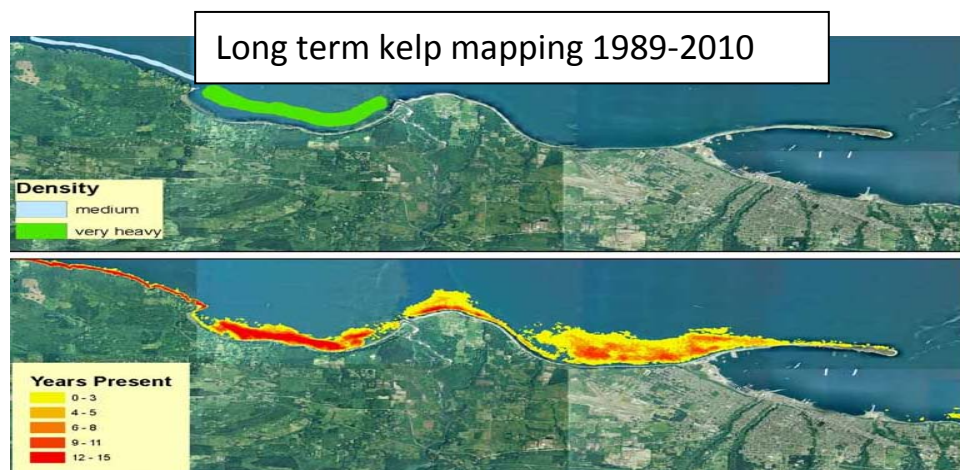 Long term kelp mapping 1989-2010
Density
medium
very heavy
Years Present
0 - 3
4 - 5
6 - 8
9 - 11
12 - 15